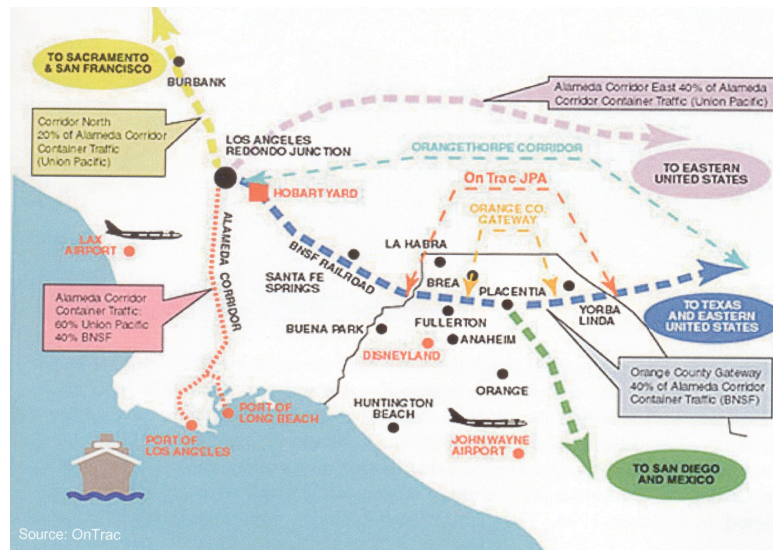 TO SACRAMENTO
& SAN FRANCISCO
BURBANK
Alameda Corridor East 40% of Alameda
Corridor Container Traffic (Union Pacific)
Corridor North
20% of Alameda Corridor
Container Traffic
(Union Pacific)
LOS ANGELES
REDONDO JUNCTION
ORANGETHORPE CORRIDOR
TO EASTERN
UNITED STATES
HOBART YARD
On Trac JPA
ORANGE CO.
GATEWAY
LAX
AIRPORT
ALAMEDA CORRIDOR
BNSF RAILROAD
LA HABRA
SANTA FE
SPRINGS
BREA
PLACENTIA
YORBA
LINDA
TO TEXAS
AND EASTERN
UNITED STATES
Alameda Corridor
Container Traffic:
60% Union Pacific
40% BNSF
BUENA PARK
FULLERTON
ANAHEIM
DISNEYLAND
Orange County Gateway
40% of Alameda Corridor
Container Traffic (BNSF)
ORANGE
HUNTINGTON
BEACH
PORT OF
LONG BEACH
PORT OF
LOS ANGELES
JOHN WAYNE
AIRPORT
TO SAN DIEGO
AND MEXICO
Source: OnTrac